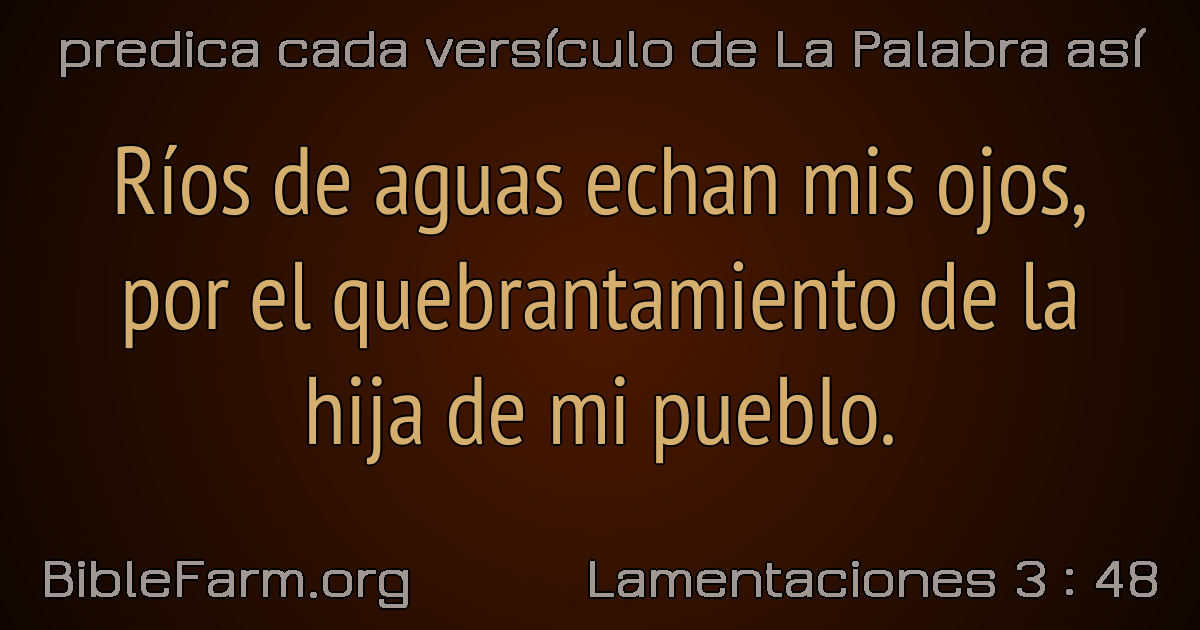 predica cada versículo de La Palabra así
Ríos de aguas echan mis ojos,
por el quebrantamiento de la
hija de mi pueblo.
BibleFarm.org
Lamentaciones 3 : 48